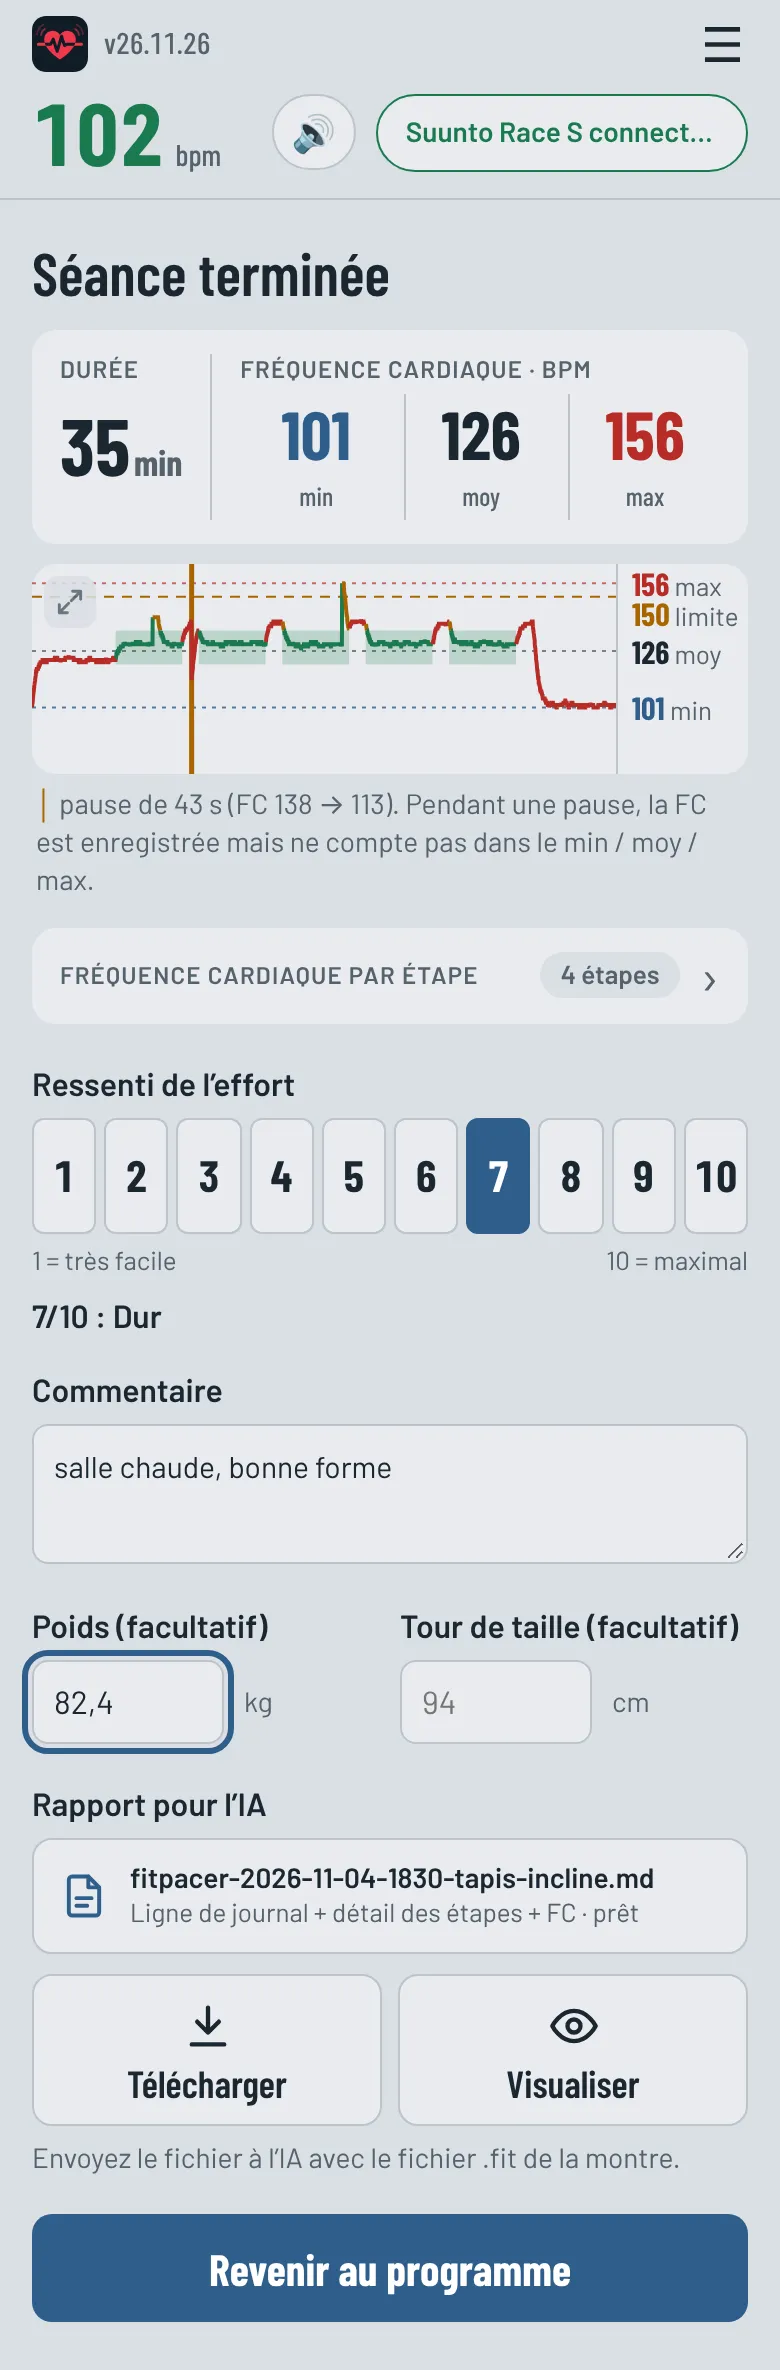 v26.11.26
102 bpm
Suunto Race S connect...
Séance terminée
DURÉE
35 min
FRÉQUENCE CARDIAQUE · BPM
101 126 156
min moy max
156 max
150 limite
126 moy
101 min
pause de 43 s (FC 138 → 113). Pendant une pause, la FC
est enregistrée mais ne compte pas dans le min / moy /
max.
FRÉQUENCE CARDIAQUE PAR ÉTAPE 4 étapes ›
Ressenti de l’effort
1 2 3 4 5 6 7 8 9 10
1 = très facile 10 = maximal
7/10 : Dur
Commentaire
salle chaude, bonne forme
Poids (facultatif) Tour de taille (facultatif)
82,4 kg 94 cm
Rapport pour l’IA
fitpacer-2026-11-04-1830-tapis-incline.md
Ligne de journal + détail des étapes + FC · prêt
Télécharger Visualiser
Envoyez le fichier à l’IA avec le fichier .fit de la montre.
Revenir au programme